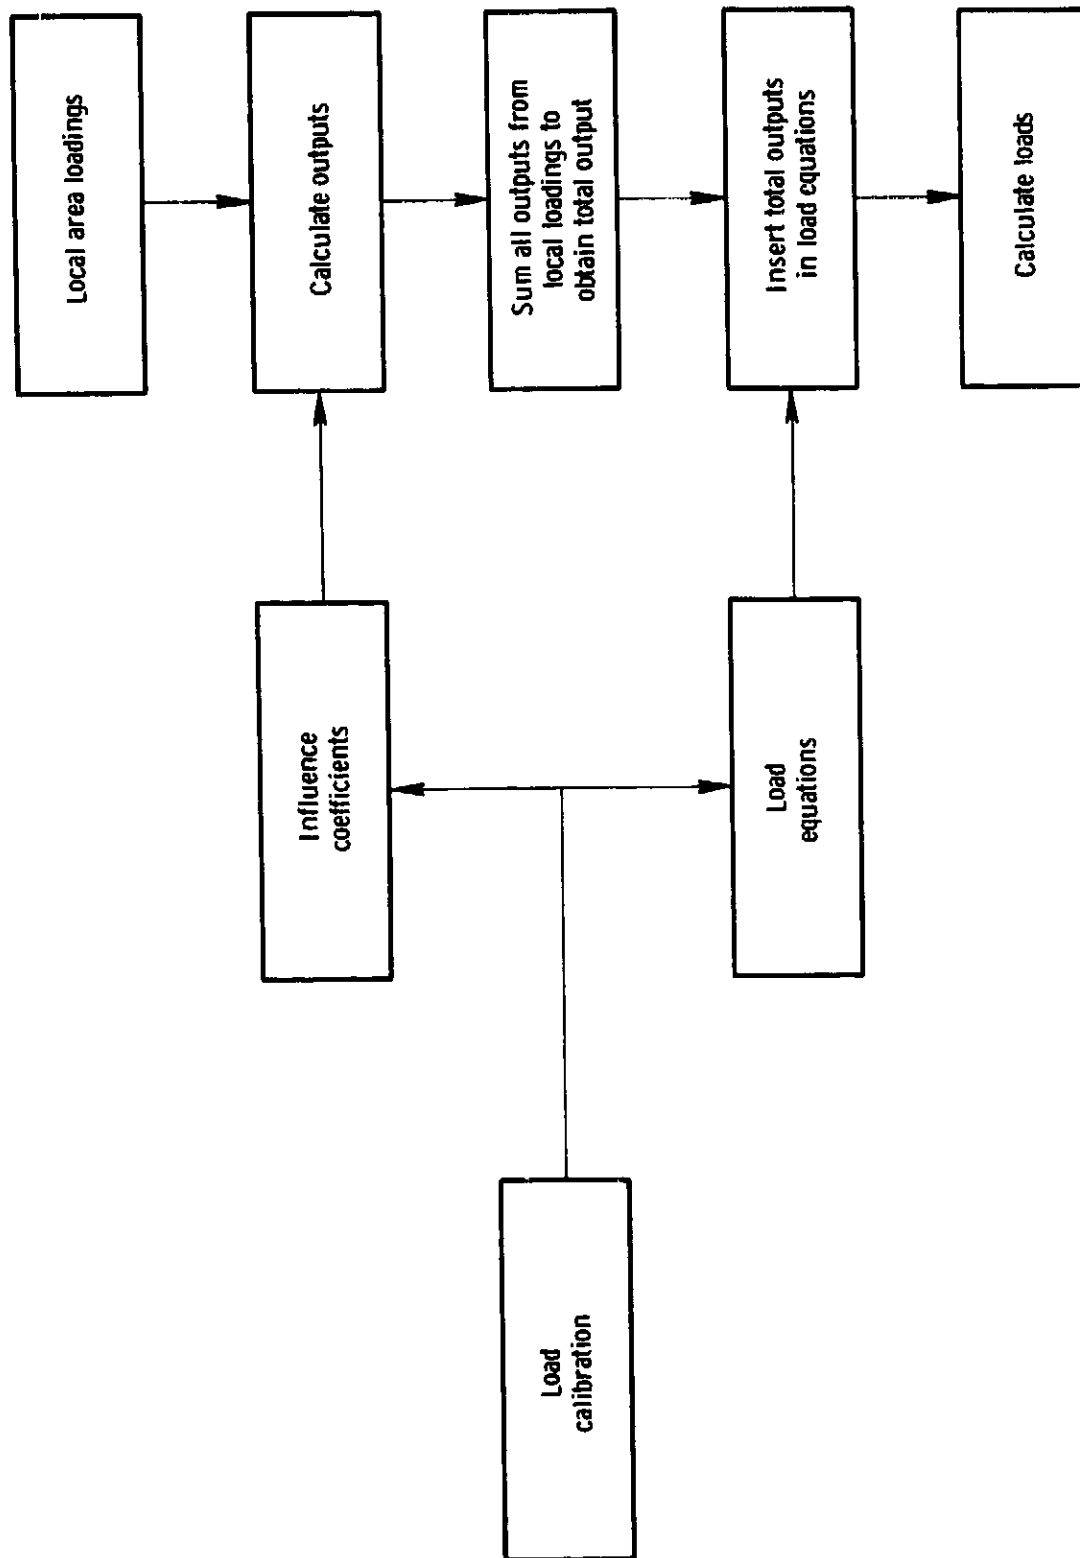 Local area loadings
Calculate outputs
Sum all outputs from
local loadings to
obtain total output
Insert total outputs
in load equations
Calculate loads
Influence
coefficients
Load
equations
Load
calibration